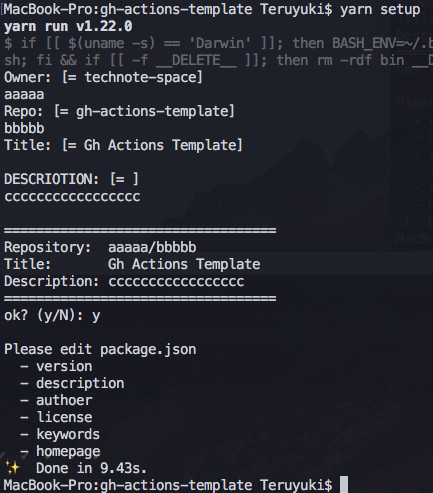 MacBook-Pro:gh-actions-template Teruyuki$ yarn setup
yarn run v1.22.0
$ if [[ $(uname -s) == 'Darwin' ]]; then BASH_ENV=~/.b
sh; fi && if [[ -f __DELETE__ ]]; then rm -rdf bin __D
Owner: [= technote-space]
aaaaa
Repo: [= gh-actions-template]
bbbbb
Title: [= Gh Actions Template]
DESCRIOTION: [= ]
ccccccccccccccccc
==================================
Repository:  aaaaa/bbbbb
Title:       Gh Actions Template
Description: ccccccccccccccccc
==================================
ok? (y/N): y
Please edit package.json
  - version
  - description
  - authoer
  - license
  - keywords
  - homepage
✨  Done in 9.43s.
MacBook-Pro:gh-actions-template Teruyuki$